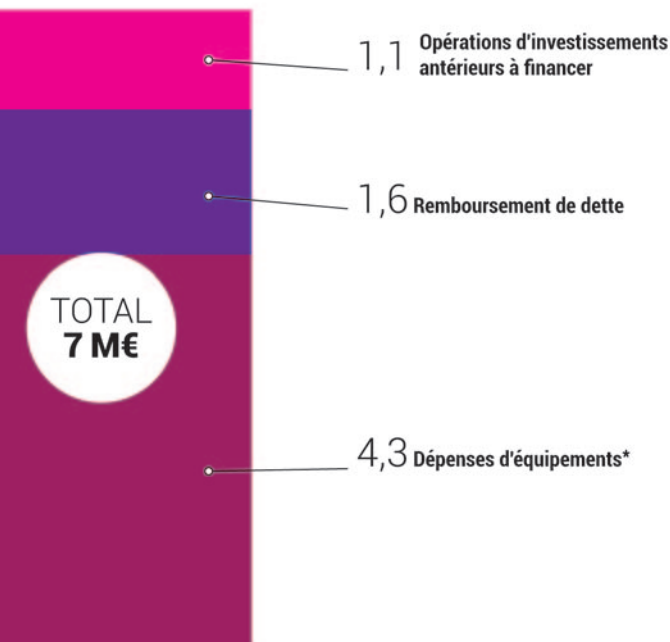 1,1 Opérations d'investissements
antérieurs à financer
1,6 Remboursement de dette
TOTAL
7 M€
4,3 Dépenses d'équipements*